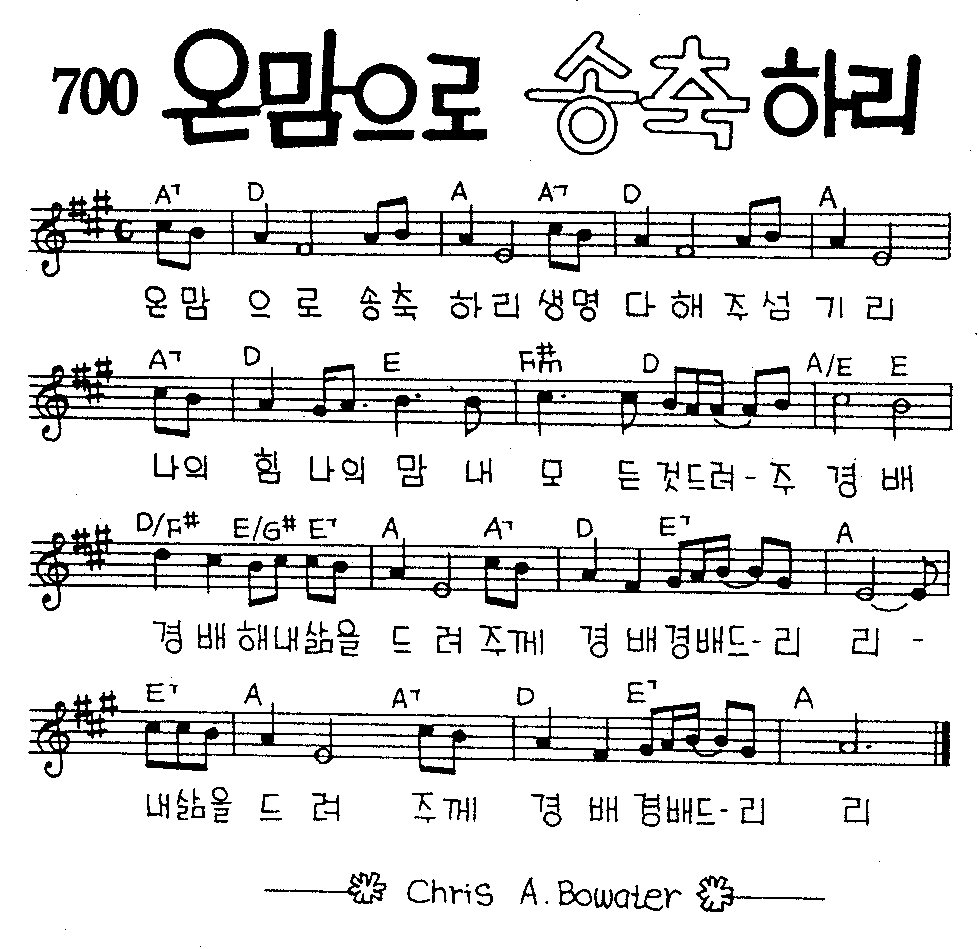 700 온맘으로 송축하리
A7 D A A7 D A
온맘 으로 송축 하리 생명 다해 주섬 기리
A7 D E F#m D A/E E
나의 힘 나의 맘 내 모 든것드려-주 경배
D/F# E/G# E7 A A7 D E7 A
경배해내삶을 드려 주께 경배경배드-리 리-
E7 A A7 D E7 A
내삶을 드려 주께 경배경배드-리 리
Chris A. Bowater